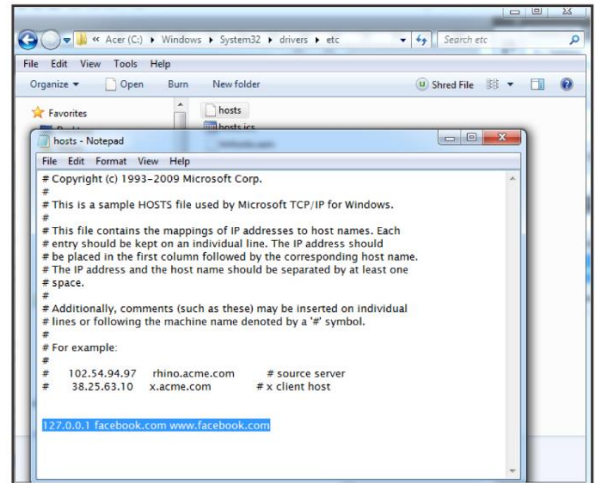 « Acer (C:) ▸ Windows ▸ System32 ▸ drivers ▸ etc
Search etc
File Edit View Tools Help
Organize Open Burn New folder Shred File
Favorites
hosts
hosts.ics
hosts - Notepad
File Edit Format View Help
# Copyright (c) 1993-2009 Microsoft Corp.
#
# This is a sample HOSTS file used by Microsoft TCP/IP for Windows.
#
# This file contains the mappings of IP addresses to host names. Each
# entry should be kept on an individual line. The IP address should
# be placed in the first column followed by the corresponding host name.
# The IP address and the host name should be separated by at least one
# space.
#
# Additionally, comments (such as these) may be inserted on individual
# lines or following the machine name denoted by a '#' symbol.
#
# For example:
#
# 102.54.94.97 rhino.acme.com # source server
# 38.25.63.10 x.acme.com # x client host
127.0.0.1 facebook.com www.facebook.com